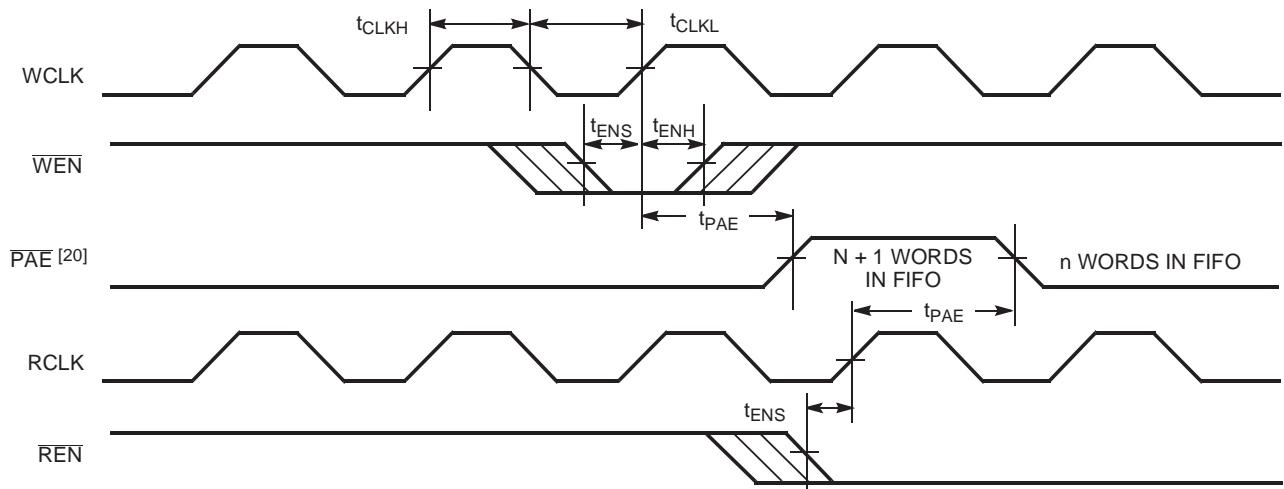 tCLKH
tCLKL
WCLK
tENS
tENH
WEN
tPAE
PAE [20]
N + 1 WORDS
IN FIFO
n WORDS IN FIFO
tPAE
RCLK
tENS
REN